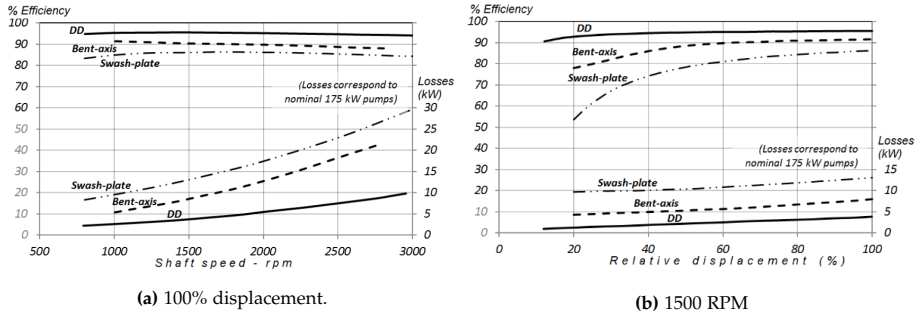 % Efficiency
100
90
80
70
60
50
40
30
20
10
0
DD
Bent-axis
Swash-plate
(Losses correspond to
nominal 175 kW pumps)
Losses
(kW)
30
25
20
15
10
5
0
Swash-plate
Bent-axis
DD
500
1000
1500
2000
2500
3000
Shaft speed - rpm
(a) 100% displacement.
% Efficiency
100
90
80
70
60
50
40
30
20
10
0
DD
Bent-axis
Swash-plate
(Losses correspond to
nominal 175 kW pumps)
Losses
(kW)
15
10
5
0
Swash-plate
Bent-axis
DD
0
20
40
60
80
100
Relative displacement (%)
(b) 1500 RPM